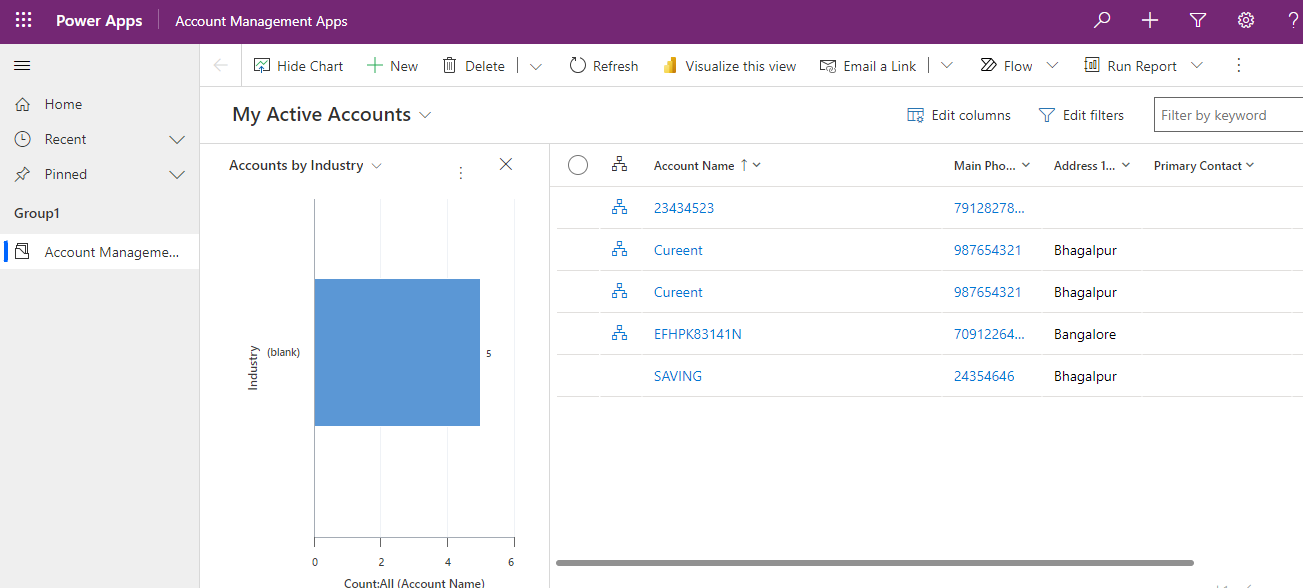 Power Apps Account Management Apps ?
Hide Chart New Delete Refresh Visualize this view Email a Link Flow Run Report
Home
Recent
Pinned
Group1
Account Manageme...
My Active Accounts Edit columns Edit filters Filter by keyword
Accounts by Industry
Industry
(blank)
5
0 2 4 6
Count:All (Account Name)
Account Name ↑ Main Pho... Address 1... Primary Contact
23434523 79128278...
Cureent 987654321 Bhagalpur
Cureent 987654321 Bhagalpur
EFHPK83141N 70912264... Bangalore
SAVING 24354646 Bhagalpur